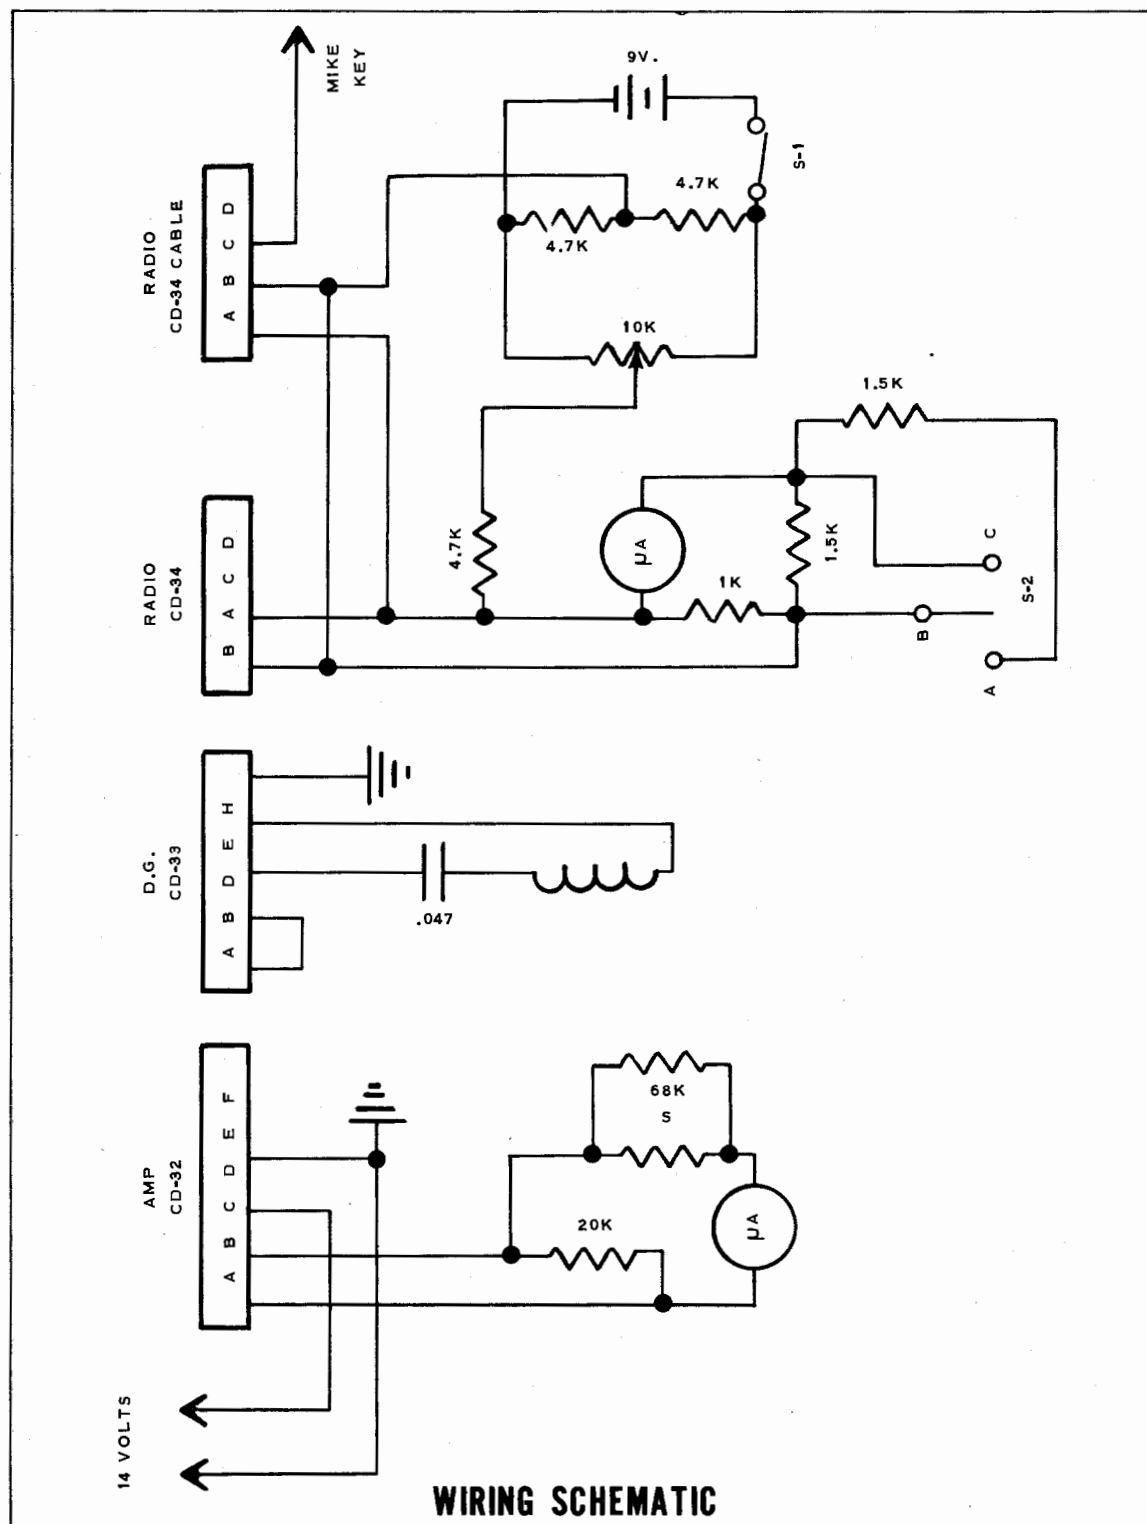 MIKE
KEY
9V.
S-1
4.7K
4.7K
RADIO
CD-34 CABLE
A B C D
10K
1.5K
RADIO
CD-34
B A C D
4.7K
μA
1.5K
1K
C
S-2
B
A
D.G.
CD-33
A B D E H
.047
AMP
CD-32
A B C D E F
68K
S
20K
μA
14 VOLTS
WIRING SCHEMATIC